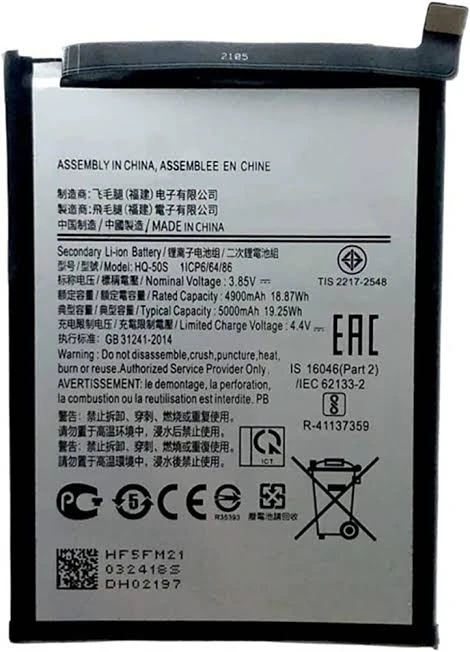 2105
ASSEMBLY IN CHINA, ASSEMBLEE EN CHINE
制造商: 飞毛腿(福建)电子有限公司
製造商: 飛毛腿(福建)電子有限公司
中国制造 / 中國製造 / MADE IN CHINA
Secondary Li-ion Battery / 锂离子电池组 / 二次鋰電池組
型号/型號/Model: HQ-50S 1ICP6/64/86
标称电压 / 標稱電壓 / Nominal Voltage : 3.85V⎓
额定容量 / 額定容量 / Rated Capacity : 4900mAh 18.87Wh
典型容量 / 典型容量 / Typical Capacity : 5000mAh 19.25Wh
充电限制电压 / 充電限制電壓 / Limited Charge Voltage : 4.4V⎓
执行标准: GB 31241-2014
Warning : Do not disassemble,crush,puncture,heat,
burn or reuse.Authorized Service Provider Only.
AVERTISSEMENT: le demontage, la perforation,
la combustion ou la reutilisation est interdite. PB
警告: 禁止拆卸、穿刺、燃烧或重复使用。
请勿置于高温环境中，浸水后禁止使用。
警告: 禁止拆卸、穿刺、燃燒或重復使用。
請勿置於高溫環境中，浸水後禁止使用。
TIS 2217-2548
EAC
IS 16046(Part 2)
/IEC 62133-2
R-41137359
ICT
CE
R35393
廢電池請回收
HF5FM21
032418S
DH02197